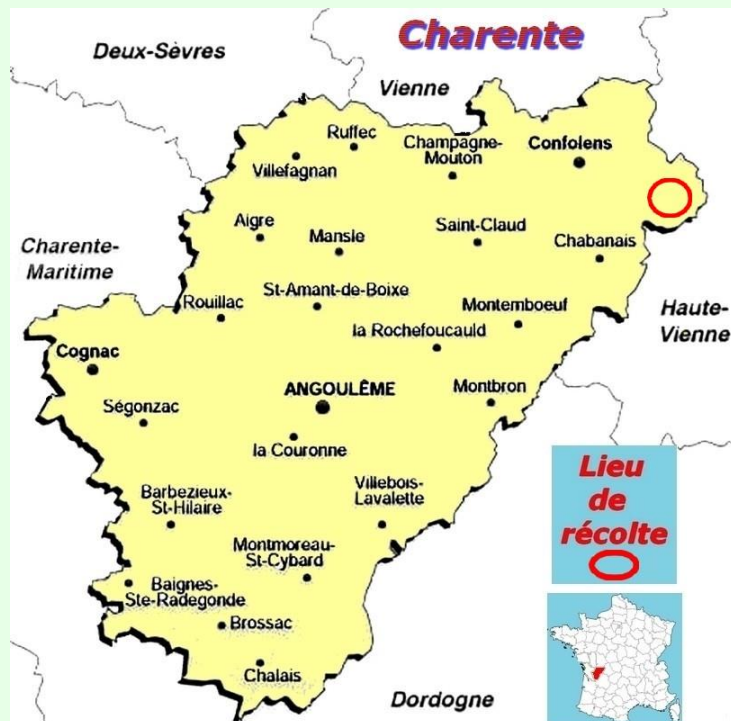 Charente
Deux-Sèvres
Vienne
Ruffec
Villefagnan
Champagne-
Mouton
Confolens
Aigre
Mansle
Saint-Claud
Chabanais
Charente-
Maritime
Rouillac
St-Amant-de-Boixe
Montemboeuf
la Rochefoucauld
Haute-
Vienne
Cognac
ANGOULÊME
Montbron
Ségonzac
la Couronne
Barbezieux-
St-Hilaire
Villebois-
Lavalette
Lieu
de
récolte
Montmoreau-
St-Cybard
Baignes-
Ste-Radegonde
Brossac
Chalais
Dordogne